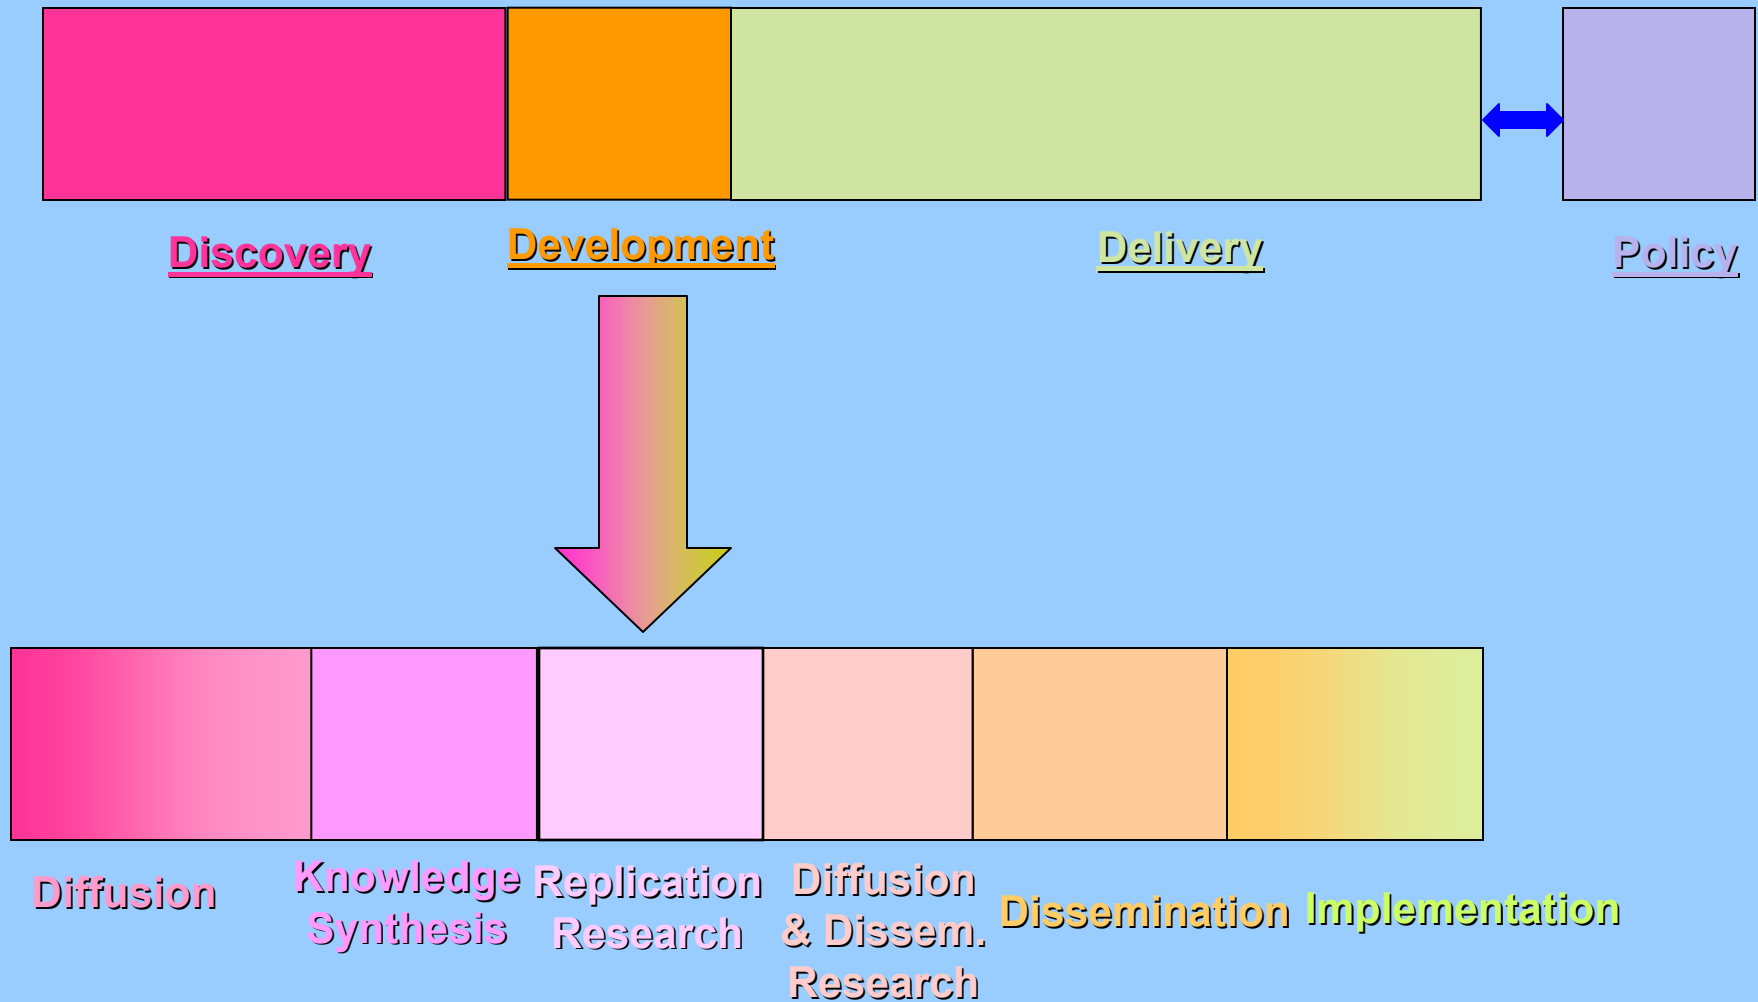 Discovery
Development
Delivery
Policy
Diffusion
Knowledge
Synthesis
Replication
Research
Diffusion
& Dissem.
Research
Dissemination
Implementation